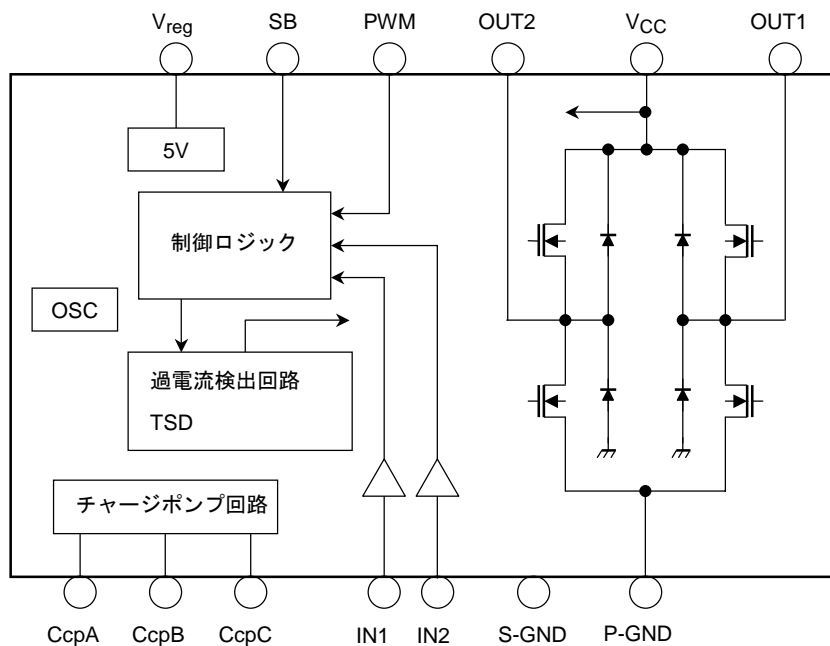 Vreg
SB
PWM
OUT2
VCC
OUT1
5V
制御ロジック
OSC
過電流検出回路
TSD
チャージポンプ回路
CcpA
CcpB
CcpC
IN1
IN2
S-GND
P-GND